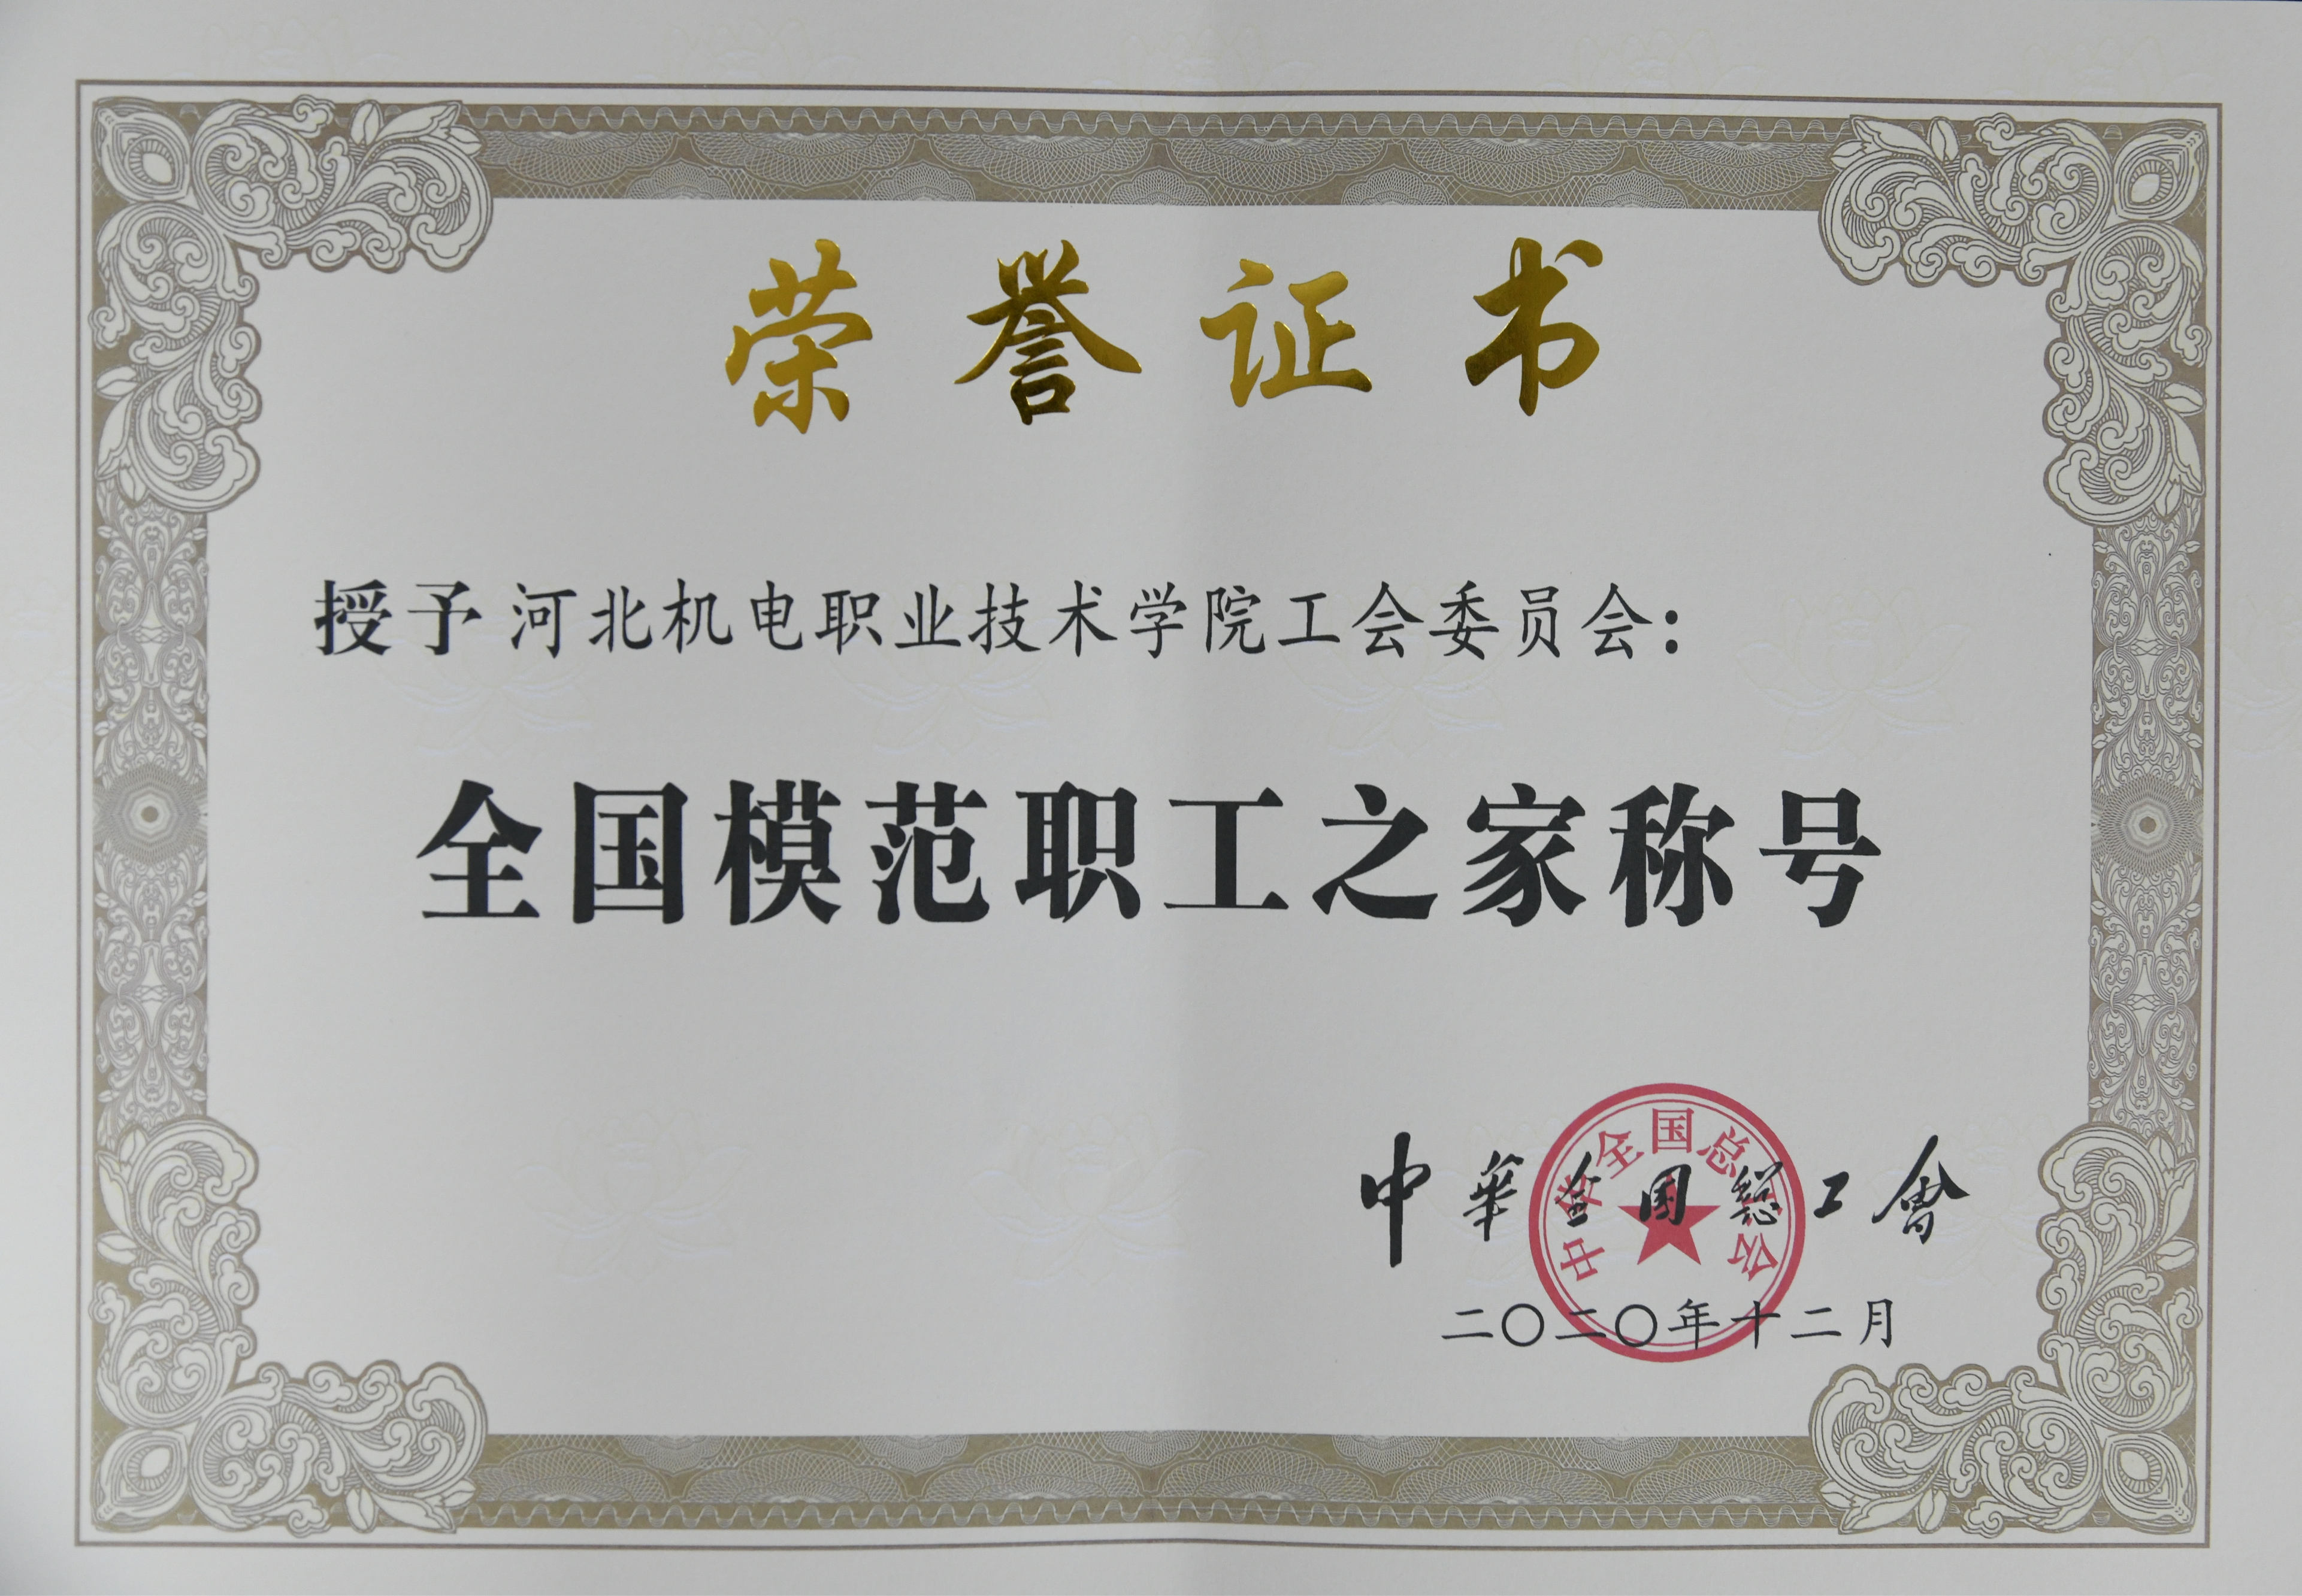 荣誉证书
授予 河北机电职业技术学院工会委员会：
全国模范职工之家称号
中華全国總工會
中华全国总工会
二〇二〇年十二月